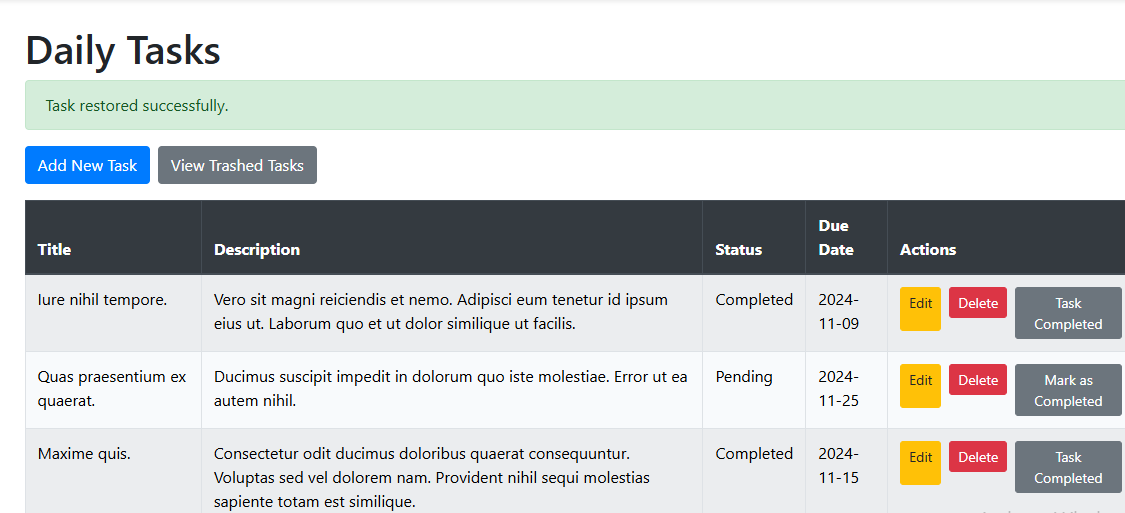 Daily Tasks
Task restored successfully.
Add New Task
View Trashed Tasks
Title
Description
Status
Due
Date
Actions
Iure nihil tempore.
Vero sit magni reiciendis et nemo. Adipisci eum tenetur id ipsum
eius ut. Laborum quo et ut dolor similique ut facilis.
Completed
2024-
11-09
Edit
Delete
Task
Completed
Quas praesentium ex
quaerat.
Ducimus suscipit impedit in dolorum quo iste molestiae. Error ut ea
autem nihil.
Pending
2024-
11-25
Edit
Delete
Mark as
Completed
Maxime quis.
Consectetur odit ducimus doloribus quaerat consequuntur.
Voluptas sed vel dolorem nam. Provident nihil sequi molestias
sapiente totam est similique.
Completed
2024-
11-15
Edit
Delete
Task
Completed